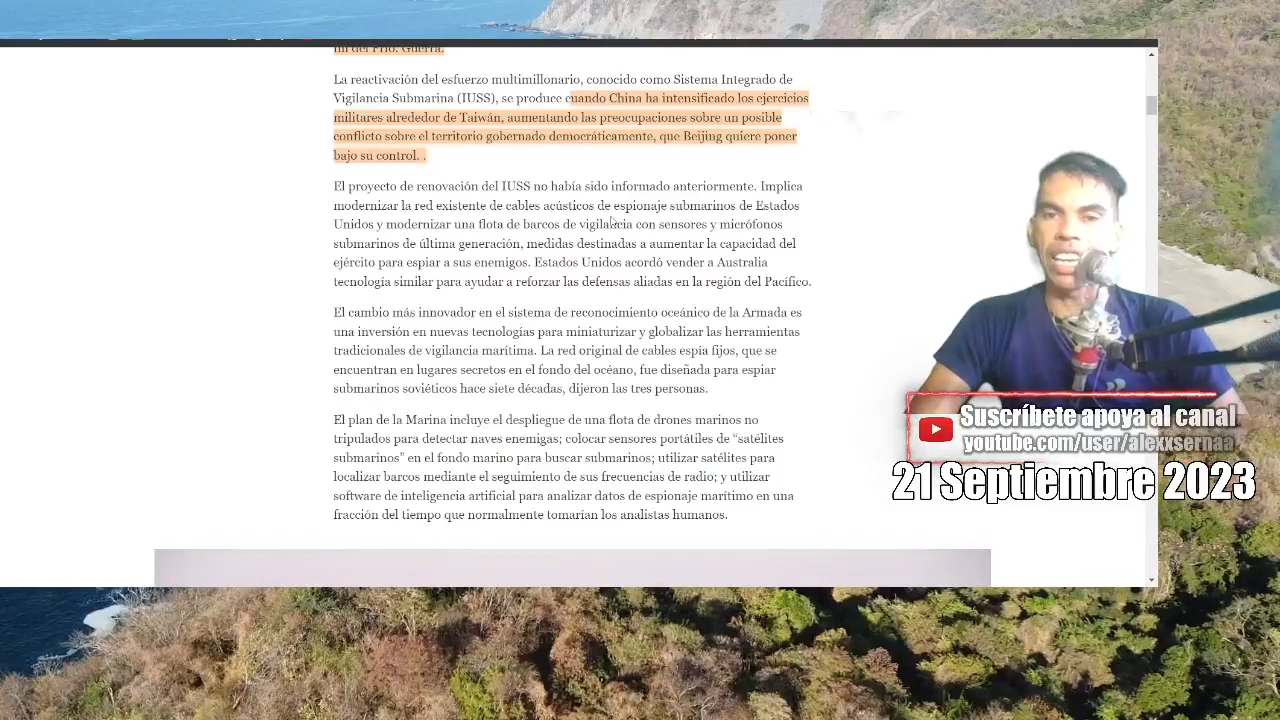 mi del Frío. Guerra.
La reactivación del esfuerzo multimillonario, conocido como Sistema Integrado de
Vigilancia Submarina (IUSS), se produce cuando China ha intensificado los ejercicios
militares alrededor de Taiwán, aumentando las preocupaciones sobre un posible
conflicto sobre el territorio gobernado democráticamente, que Beijing quiere poner
bajo su control. .
El proyecto de renovación del IUSS no había sido informado anteriormente. Implica
modernizar la red existente de cables acústicos de espionaje submarinos de Estados
Unidos y modernizar una flota de barcos de vigilancia con sensores y micrófonos
submarinos de última generación, medidas destinadas a aumentar la capacidad del
ejército para espiar a sus enemigos. Estados Unidos acordó vender a Australia
tecnología similar para ayudar a reforzar las defensas aliadas en la región del Pacífico.
El cambio más innovador en el sistema de reconocimiento oceánico de la Armada es
una inversión en nuevas tecnologías para miniaturizar y globalizar las herramientas
tradicionales de vigilancia marítima. La red original de cables espía fijos, que se
encuentran en lugares secretos en el fondo del océano, fue diseñada para espiar
submarinos soviéticos hace siete décadas, dijeron las tres personas.
El plan de la Marina incluye el despliegue de una flota de drones marinos no
tripulados para detectar naves enemigas; colocar sensores portátiles de “satélites
submarinos” en el fondo marino para buscar submarinos; utilizar satélites para
localizar barcos mediante el seguimiento de sus frecuencias de radio; y utilizar
software de inteligencia artificial para analizar datos de espionaje marítimo en una
fracción del tiempo que normalmente tomarían los analistas humanos.
Suscríbete apoya al canal
youtube.com/user/alexxsernaa
21 Septiembre 2023